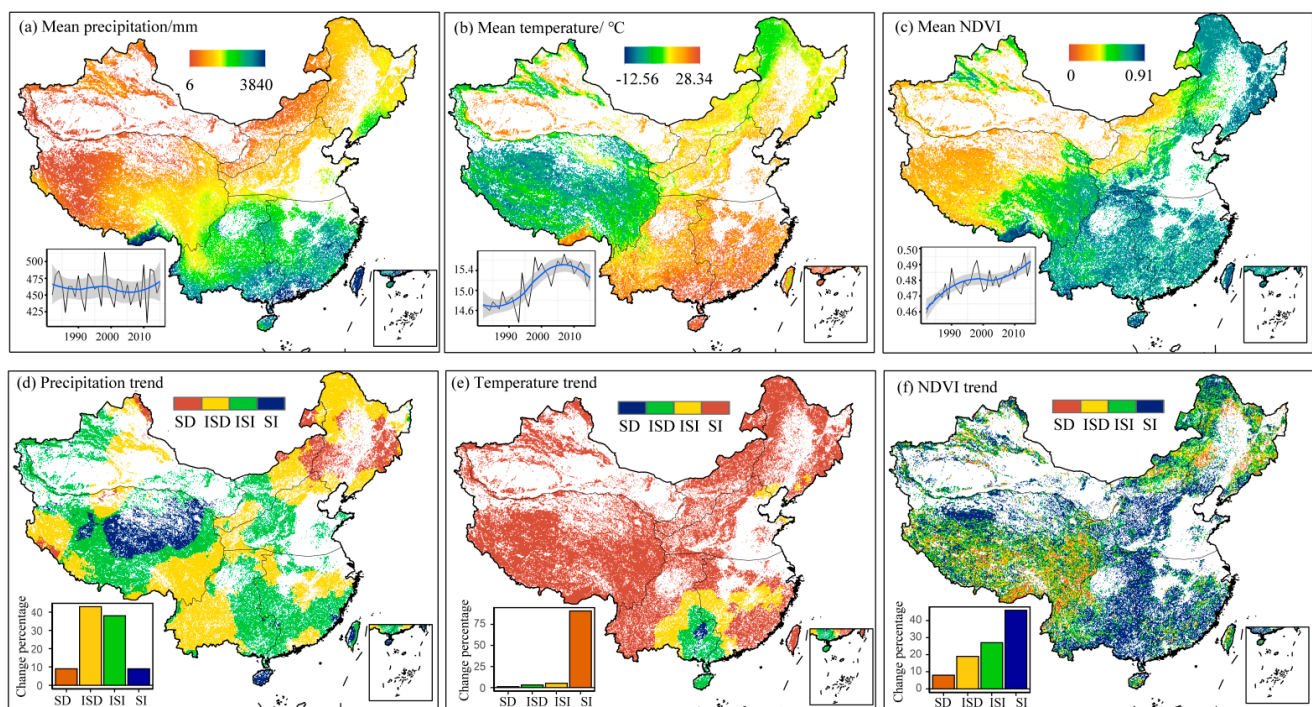 (a) Mean precipitation/mm
6 3840
500
475
450
425
1990 2000 2010
(b) Mean temperature/ °C
-12.56 28.34
15.4
15.0
14.6
1990 2000 2010
(c) Mean NDVI
0 0.91
0.50
0.49
0.48
0.47
0.46
1990 2000 2010
(d) Precipitation trend
SD ISD ISI SI
Change percentage
40
30
20
10
0
SD ISD ISI SI
(e) Temperature trend
SD ISD ISI SI
Change percentage
75
50
25
0
SD ISD ISI SI
(f) NDVI trend
SD ISD ISI SI
Change percentage
40
30
20
10
0
SD ISD ISI SI